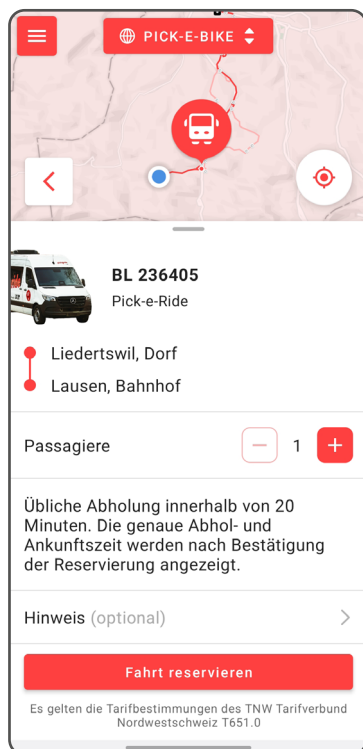 PICK-E-BIKE
BL 236405
Pick-e-Ride
Liedertswil, Dorf
Lausen, Bahnhof
Passagiere
1
Übliche Abholung innerhalb von 20
Minuten. Die genaue Abhol- und
Ankunftszeit werden nach Bestätigung
der Reservierung angezeigt.
Hinweis (optional)
Fahrt reservieren
Es gelten die Tarifbestimmungen des TNW Tarifverbund
Nordwestschweiz T651.0